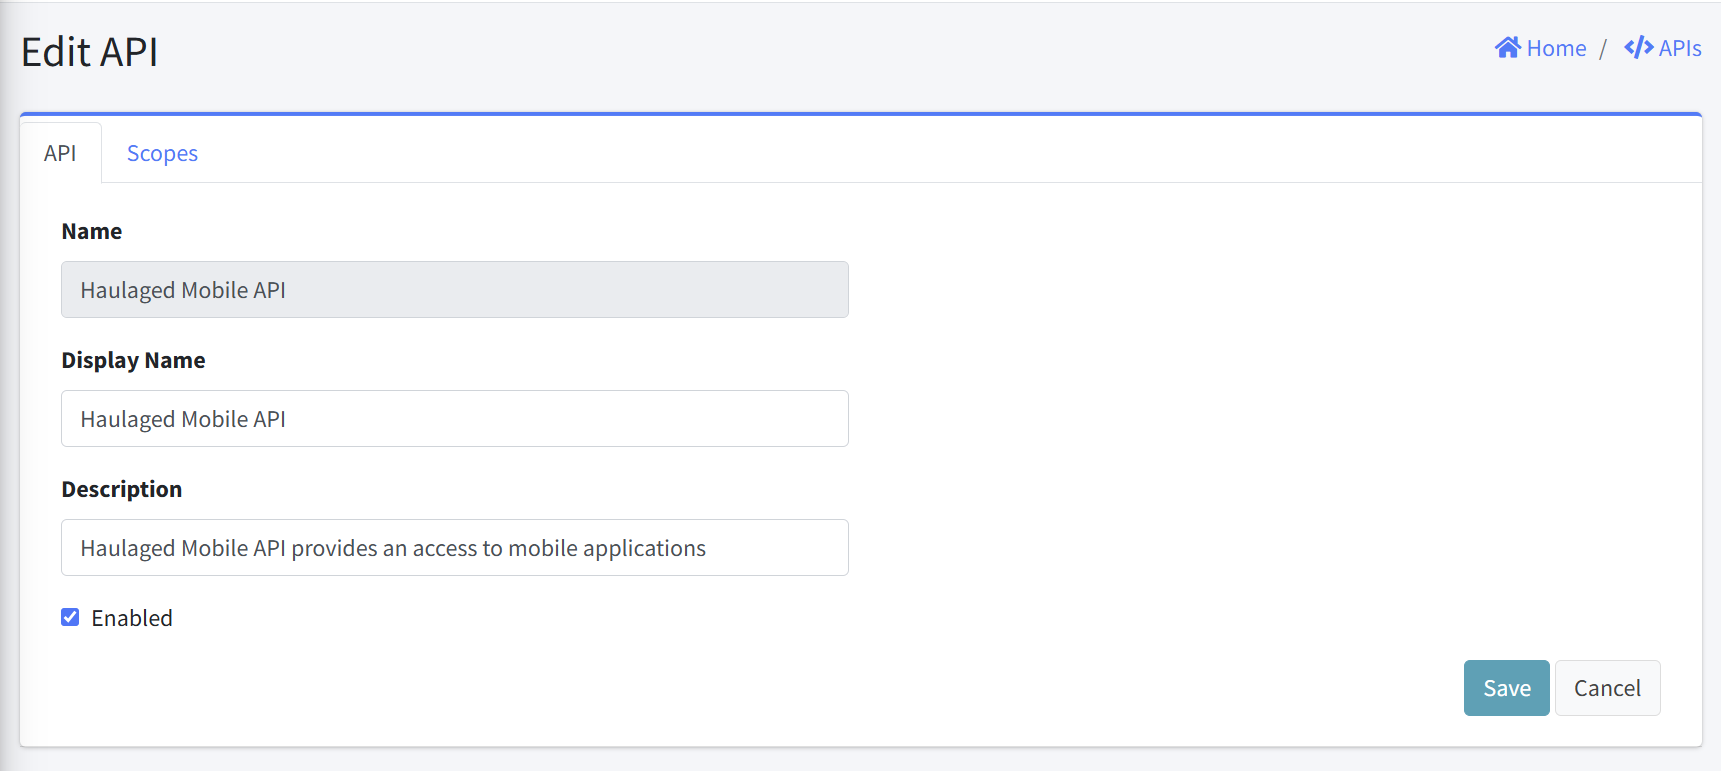 Edit API
Home / APIs
API Scopes
Name
Haulaged Mobile API
Display Name
Haulaged Mobile API
Description
Haulaged Mobile API provides an access to mobile applications
Enabled
Save Cancel